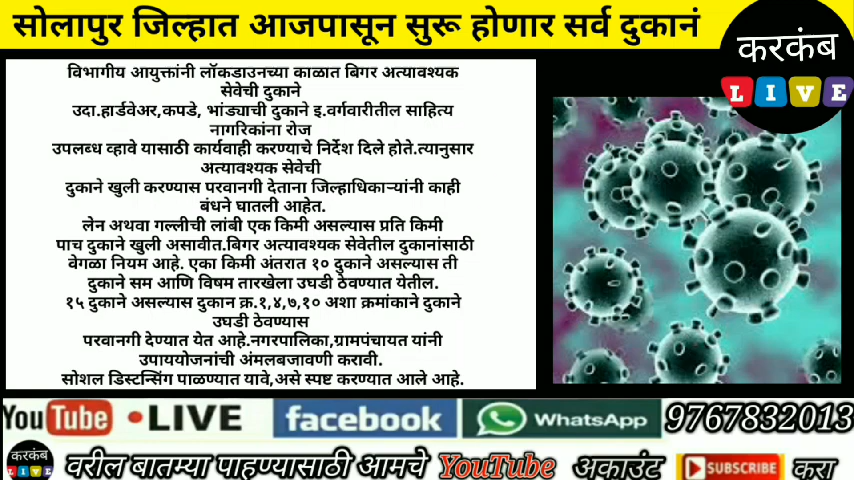 सोलापुर जिल्हात आजपासून सुरू होणार सर्व दुकानं
करकंब
LIVE
विभागीय आयुक्तांनी लॉकडाउनच्या काळात बिगर अत्यावश्यक
सेवेची दुकाने
उदा.हार्डवेअर,कपडे, भांड्याची दुकाने इ.वर्गवारीतील साहित्य
नागरिकांना रोज
उपलब्ध व्हावे यासाठी कार्यवाही करण्याचे निर्देश दिले होते.त्यानुसार
अत्यावश्यक सेवेची
दुकाने खुली करण्यास परवानगी देताना जिल्हाधिकाऱ्यांनी काही
बंधने घातली आहेत.
लेन अथवा गल्लीची लांबी एक किमी असल्यास प्रति किमी
पाच दुकाने खुली असावीत.बिगर अत्यावश्यक सेवेतील दुकानांसाठी
वेगळा नियम आहे. एका किमी अंतरात १० दुकाने असल्यास ती
दुकाने सम आणि विषम तारखेला उघडी ठेवण्यात येतील.
१५ दुकाने असल्यास दुकान क्र.१,४,७,१० अशा क्रमांकाने दुकाने
उघडी ठेवण्यास
परवानगी देण्यात येत आहे.नगरपालिका,ग्रामपंचायत यांनी
उपाययोजनांची अंमलबजावणी करावी.
सोशल डिस्टन्सिंग पाळण्यात यावे,असे स्पष्ट करण्यात आले आहे.
YouTube •LIVE facebook WhatsApp 9767832013
करकंब
LIVE
वरील बातम्या पाहण्यासाठी आमचे YouTube अकाउंट SUBSCRIBE करा